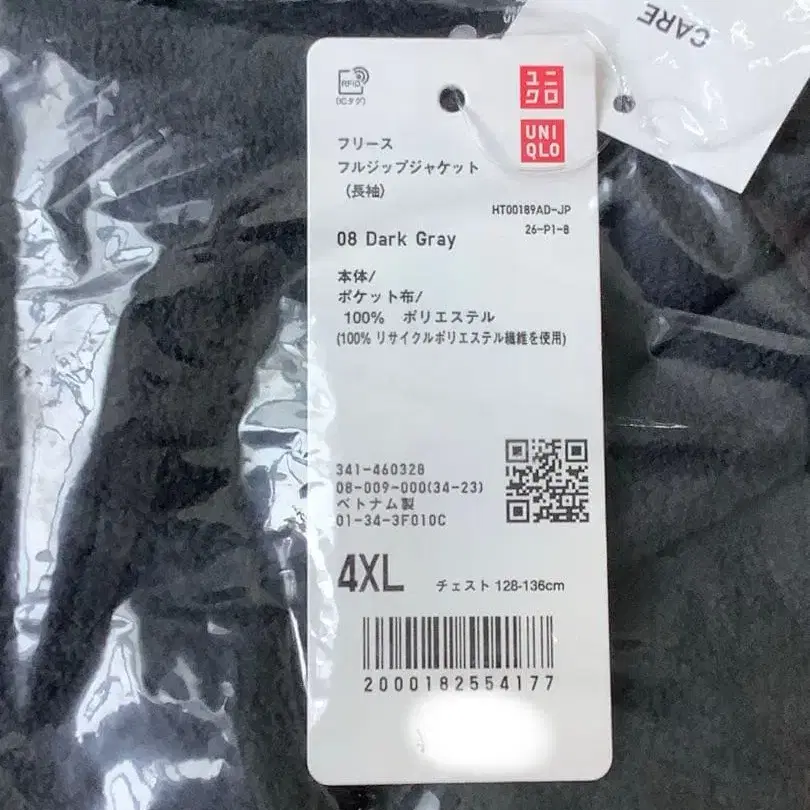 CARE
RFID
(ICタグ)
ユニ
クロ
UNI
QLO
フリース
フルジップジャケット
(長袖)
HT00189AD-JP
26-P1-8
08 Dark Gray
本体/
ポケット布/
100% ポリエステル
(100% リサイクルポリエステル繊維を使用)
341-460328
08-009-000(34-23)
ベトナム製
01-34-3F010C
4XL チェスト 128-136cm
2000182554177